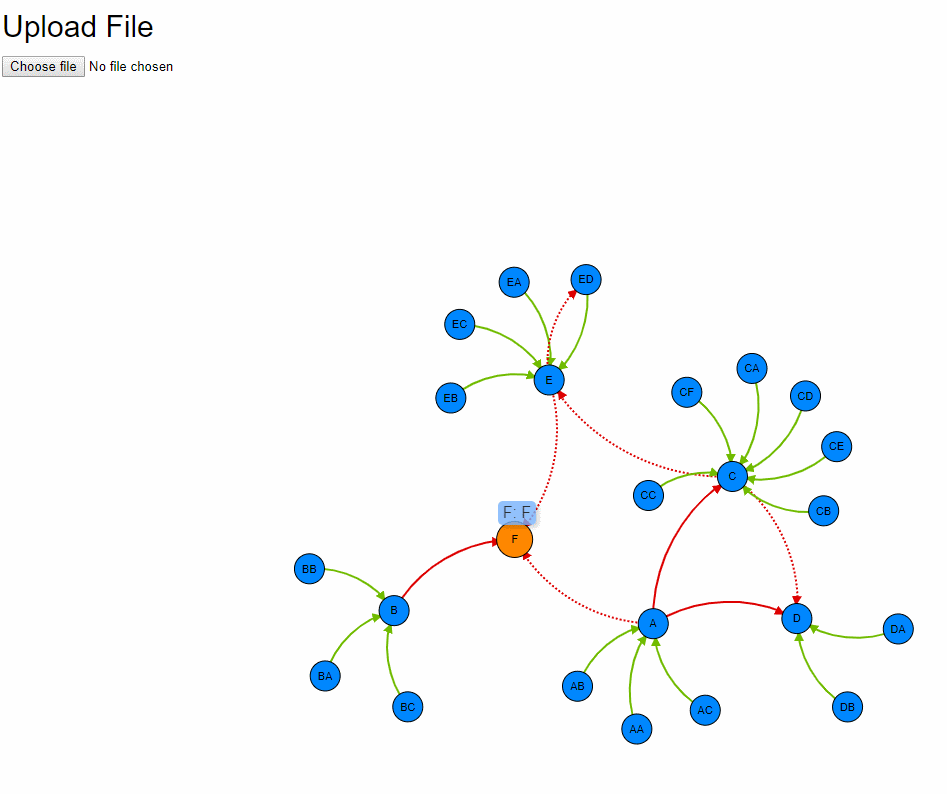 Upload File
Choose file No file chosen
EA
ED
EC
E
EB
CA
CF
CD
CE
C
CC
CB
F: F
F
BB
B
A
D
DA
BA
AB
BC
AC
DB
AA